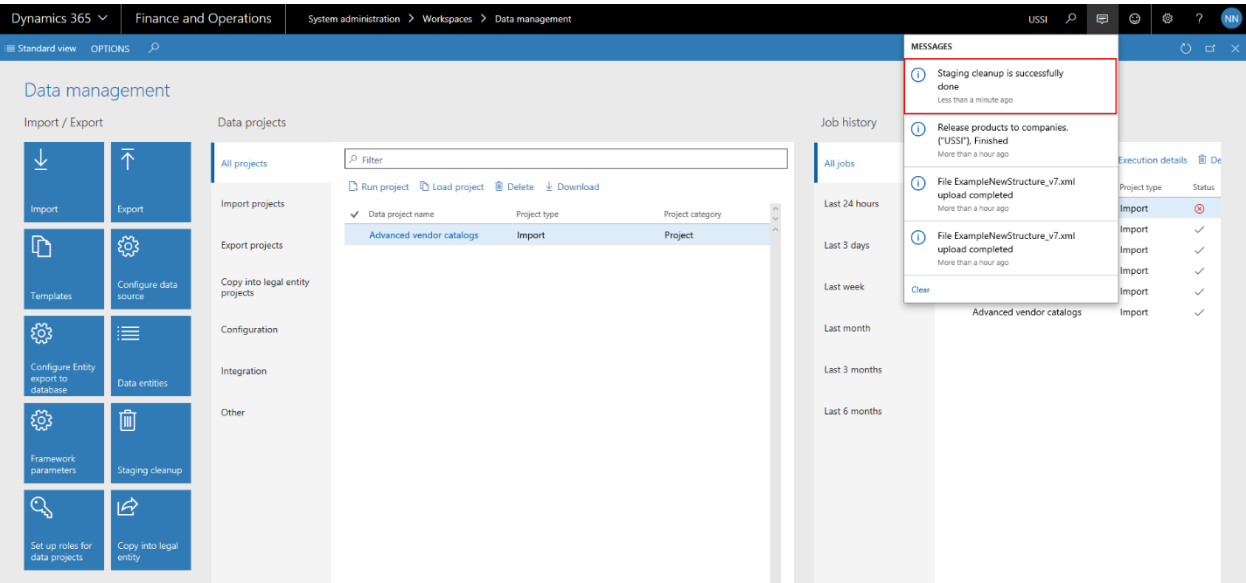 Dynamics 365
Finance and Operations
System administration > Workspaces > Data management
USSI
?
NN
Standard view OPTIONS
Data management
Import / Export
Import
Export
Templates
Configure data
source
Configure Entity
export to
database
Data entities
Framework
parameters
Staging cleanup
Set up roles for
data projects
Copy into legal
entity
Data projects
All projects
Import projects
Export projects
Copy into legal entity
projects
Configuration
Integration
Other
Filter
Run project Load project Delete Download
Data project name Project type Project category
Advanced vendor catalogs Import Project
Job history
All jobs
Last 24 hours
Last 3 days
Last week
Last month
Last 3 months
Last 6 months
MESSAGES
Staging cleanup is successfully
done
Less than a minute ago
Release products to companies,
{"USSI"}, Finished
More than a hour ago
File ExampleNewStructure_v7.xml
upload completed
More than a hour ago
File ExampleNewStructure_v7.xml
upload completed
More than a hour ago
Clear
Execution details De
Project type Status
Import
Import
Import
Import
Import
Advanced vendor catalogs Import